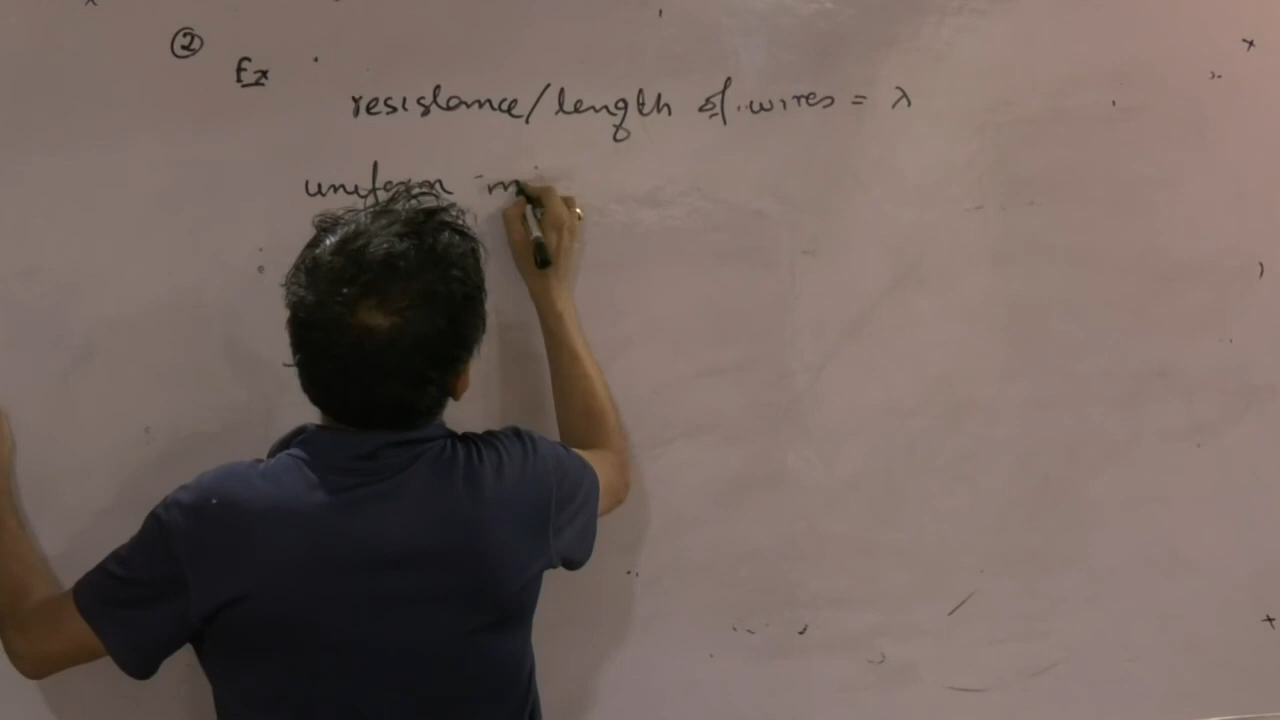 ②
Ex
resistance/length of wires = λ
uniform m